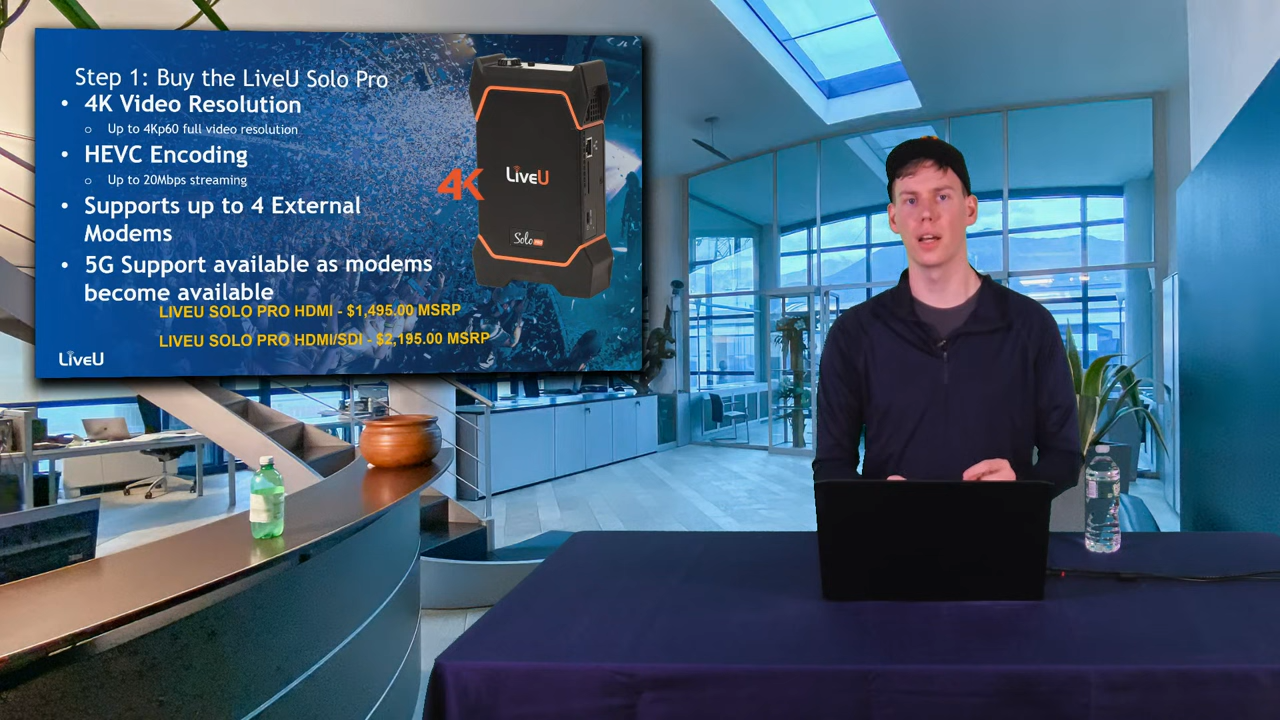 Step 1: Buy the LiveU Solo Pro
• 4K Video Resolution
o Up to 4Kp60 full video resolution
• HEVC Encoding
o Up to 20Mbps streaming
• Supports up to 4 External
Modems
• 5G Support available as modems
become available
LIVEU SOLO PRO HDMI - $1,495.00 MSRP
LIVEU SOLO PRO HDMI/SDI - $2,195.00 MSRP
LiveU
4K
LiveU
Solo PRO